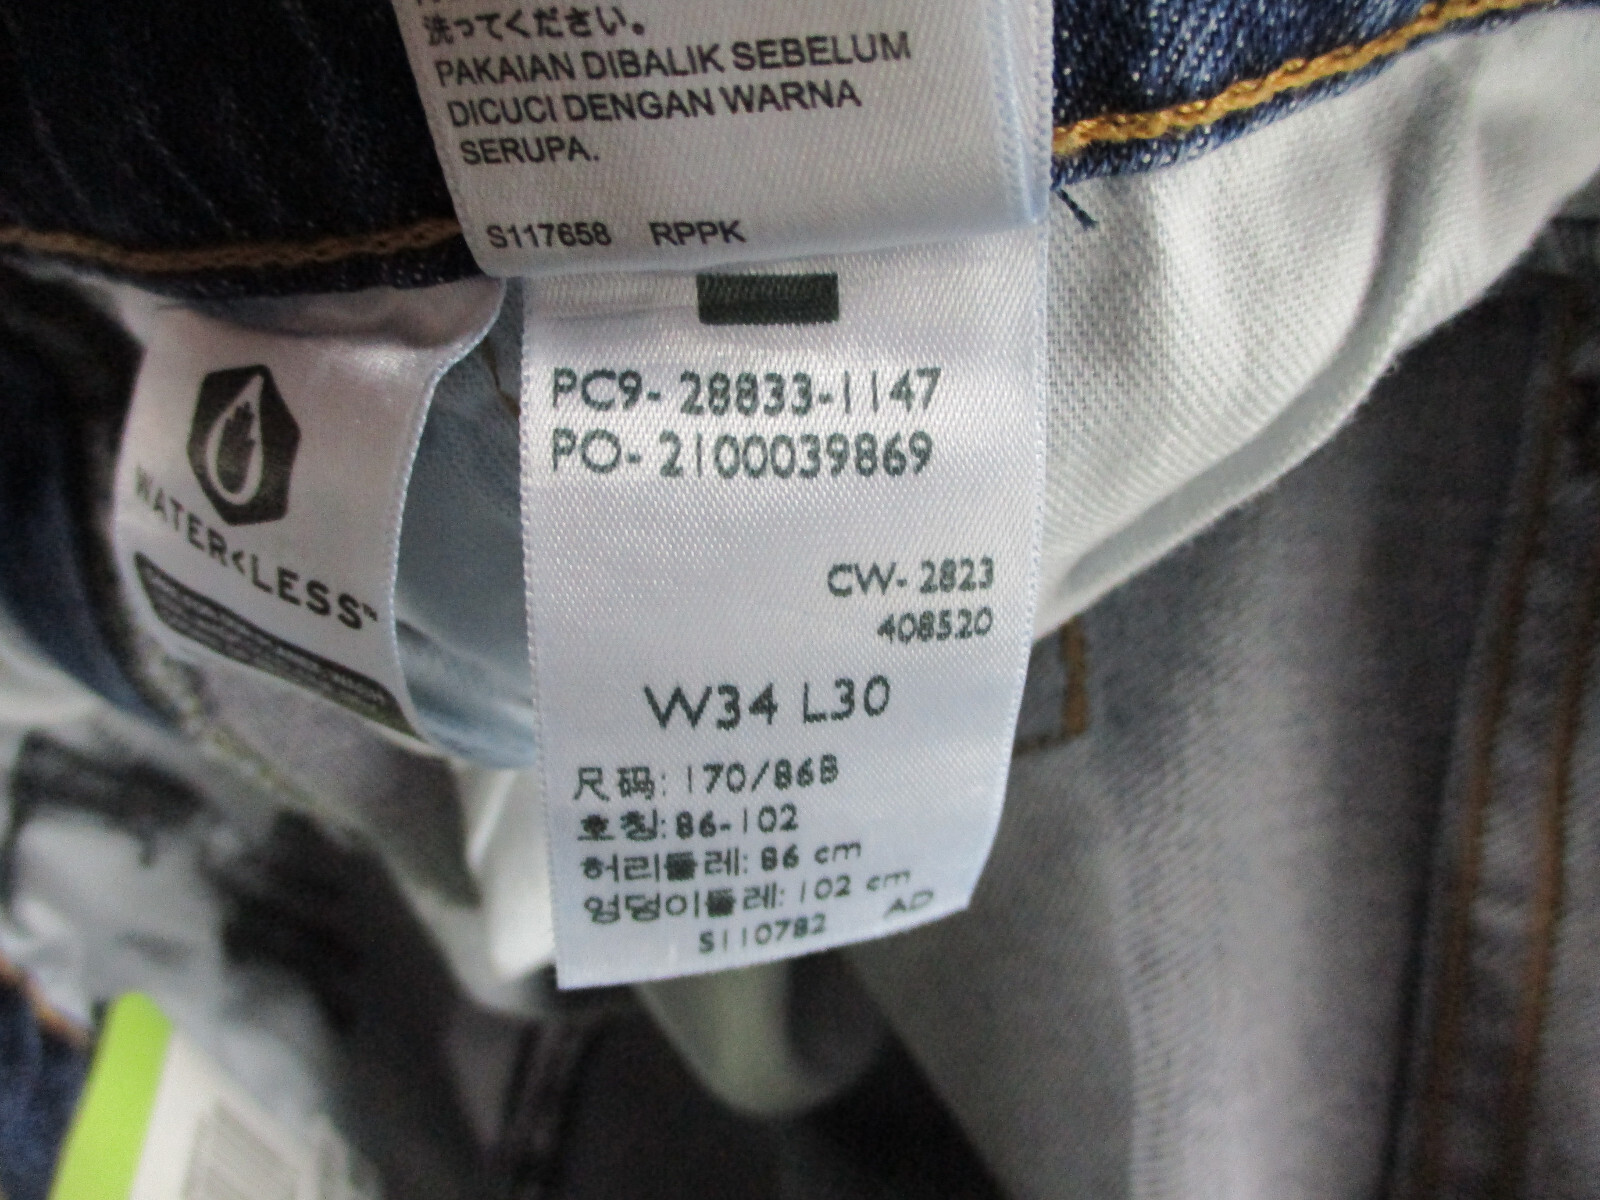 洗ってください。
PAKAIAN DIBALIK SEBELUM
DICUCI DENGAN WARNA
SERUPA.
S117658 RPPK
WATER<LESS™
PC9- 28833-1147
PO- 2100039869
CW- 2823
408520
W34 L30
尺码: 170/86B
호칭: 86-102
허리둘레: 86 cm
엉덩이둘레: 102 cm
AD
S110782